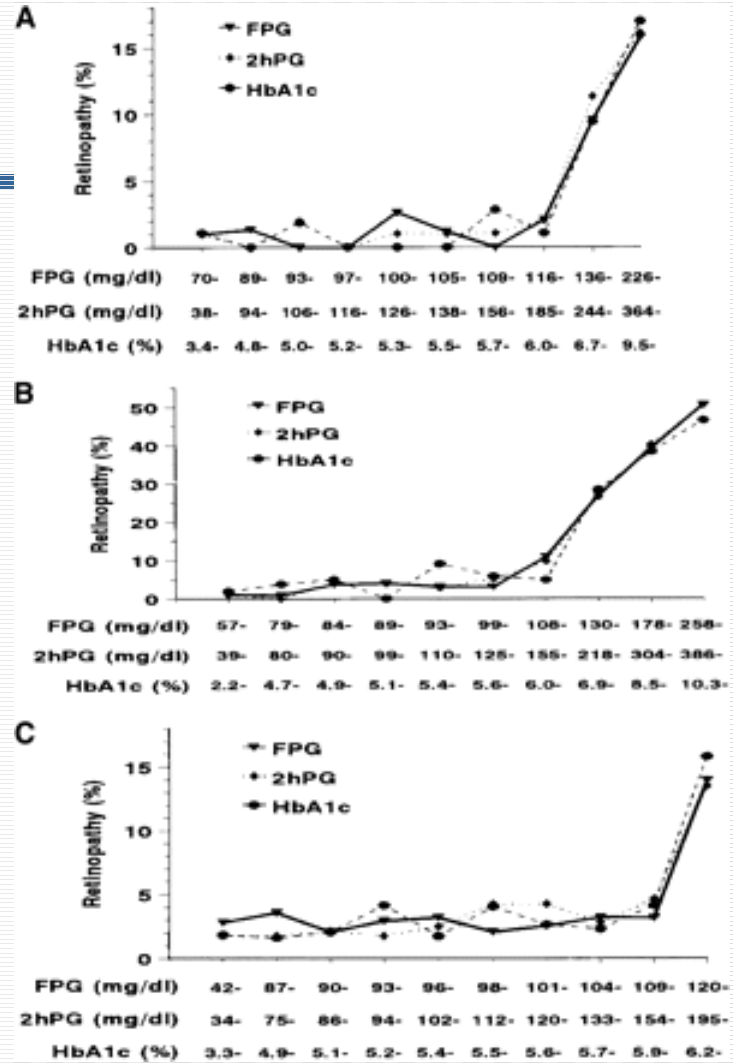 A
FPG
2hPG
HbA1c
Retinopathy (%)
15
10
5
0
FPG (mg/dl) 70- 89- 93- 97- 100- 105- 109- 116- 136- 226-
2hPG (mg/dl) 38- 94- 106- 116- 126- 138- 156- 185- 244- 364-
HbA1c (%) 3.4- 4.8- 5.0- 5.2- 5.3- 5.5- 5.7- 6.0- 6.7- 9.5-
B
FPG
2hPG
HbA1c
Retinopathy (%)
50
40
30
20
10
0
FPG (mg/dl) 57- 79- 84- 89- 93- 99- 108- 130- 178- 258-
2hPG (mg/dl) 39- 80- 90- 99- 110- 125- 155- 218- 304- 386-
HbA1c (%) 2.2- 4.7- 4.9- 5.1- 5.4- 5.6- 6.0- 6.9- 8.5- 10.3-
C
FPG
2hPG
HbA1c
Retinopathy (%)
15
10
5
0
FPG (mg/dl) 42- 87- 90- 93- 96- 98- 101- 104- 109- 120-
2hPG (mg/dl) 34- 75- 86- 94- 102- 112- 120- 133- 154- 195-
HbA1c (%) 3.3- 4.9- 5.1- 5.2- 5.4- 5.5- 5.6- 5.7- 5.9- 6.2-